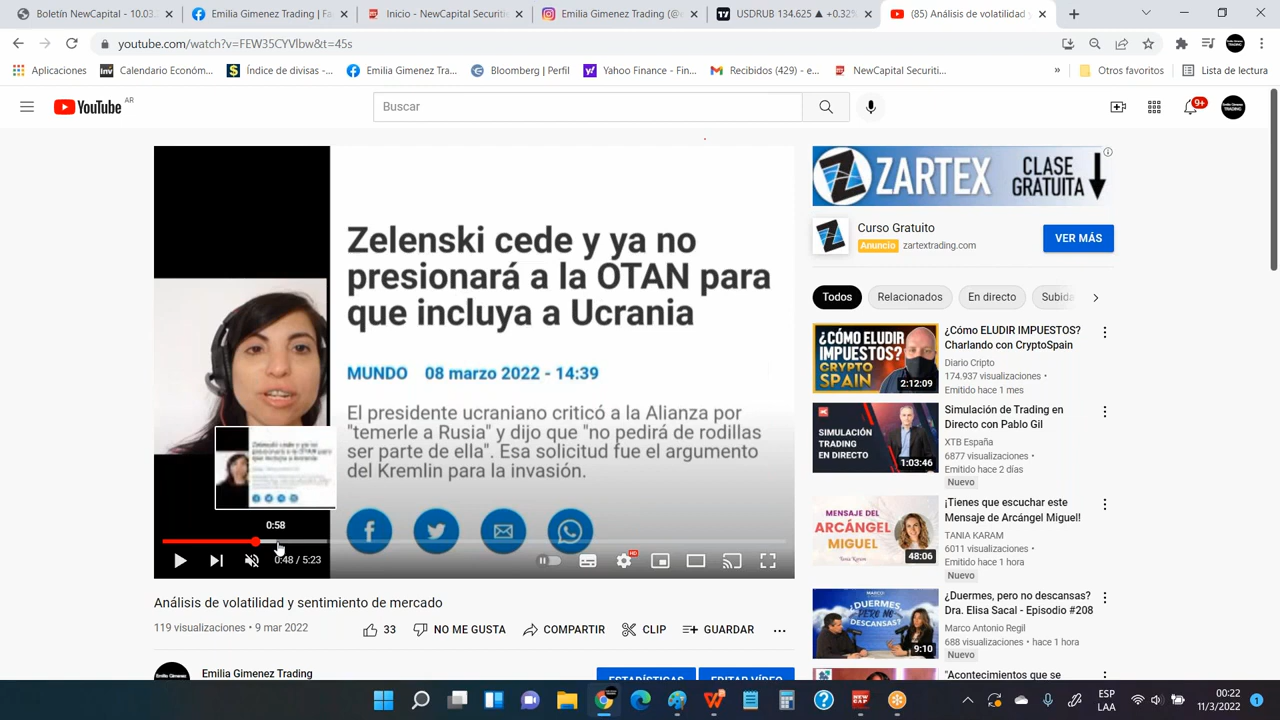 Boletín Economico - 10.03.
Emilia Gimenez Trading | Fa
Inicio - NewCapital Securitie
Emilia Gimenez Trading (@e
USDRUB 134.625 ▲ +0.32%
(85) Análisis de volatilidad y
youtube.com/watch?v=FEW35CYVlbw&t=45s
Aplicaciones
Calendario Económ...
Índice de divisas -...
Emilia Gimenez Tra...
Bloomberg | Perfil
Yahoo Finance - Fin...
Recibidos (429) - e...
NewCapital Securiti...
»
Otros favoritos
Lista de lectura
YouTube AR
Buscar
9+
Zelenski cede y ya no
presionará a la OTAN para
que incluya a Ucrania
MUNDO 08 marzo 2022 - 14:39
El presidente ucraniano criticó a la Alianza por
"temerle a Rusia" y dijo que "no pedirá de rodillas
ser parte de ella". Esa solicitud fue el argumento
del Kremlin para la invasión.
0:58
0:48 / 5:23
HD
Análisis de volatilidad y sentimiento de mercado
119 visualizaciones • 9 mar 2022
33
NO ME GUSTA
COMPARTIR
CLIP
GUARDAR
Emilia Gimenez Trading
ESTADÍSTICAS
EDITAR VÍDEO
ZARTEX
CLASE
GRATUITA
Curso Gratuito
Anuncio zartextrading.com
VER MÁS
Todos
Relacionados
En directo
Subida
¿CÓMO ELUDIR
IMPUESTOS?
CRYPTO
SPAIN
2:12:09
¿Cómo ELUDIR IMPUESTOS?
Charlando con CryptoSpain
Diario Cripto
174.937 visualizaciones •
Emitido hace 1 mes
SIMULACIÓN
TRADING
EN DIRECTO
1:03:46
Simulación de Trading en
Directo con Pablo Gil
XTB España
6877 visualizaciones •
Emitido hace 2 días
Nuevo
MENSAJE DEL
ARCÁNGEL
MIGUEL
48:06
¡Tienes que escuchar este
Mensaje de Arcángel Miguel!
TANIA KARAM
6011 visualizaciones •
Emitido hace 1 hora
Nuevo
¿DUERMES,
PERO NO
DESCANSAS?
9:10
¿Duermes, pero no descansas?
Dra. Elisa Sacal - Episodio #208
Marco Antonio Regil
688 visualizaciones • hace 1 hora
Nuevo
"Acontecimientos que se
ESP
LAA
00:22
11/3/2022
1